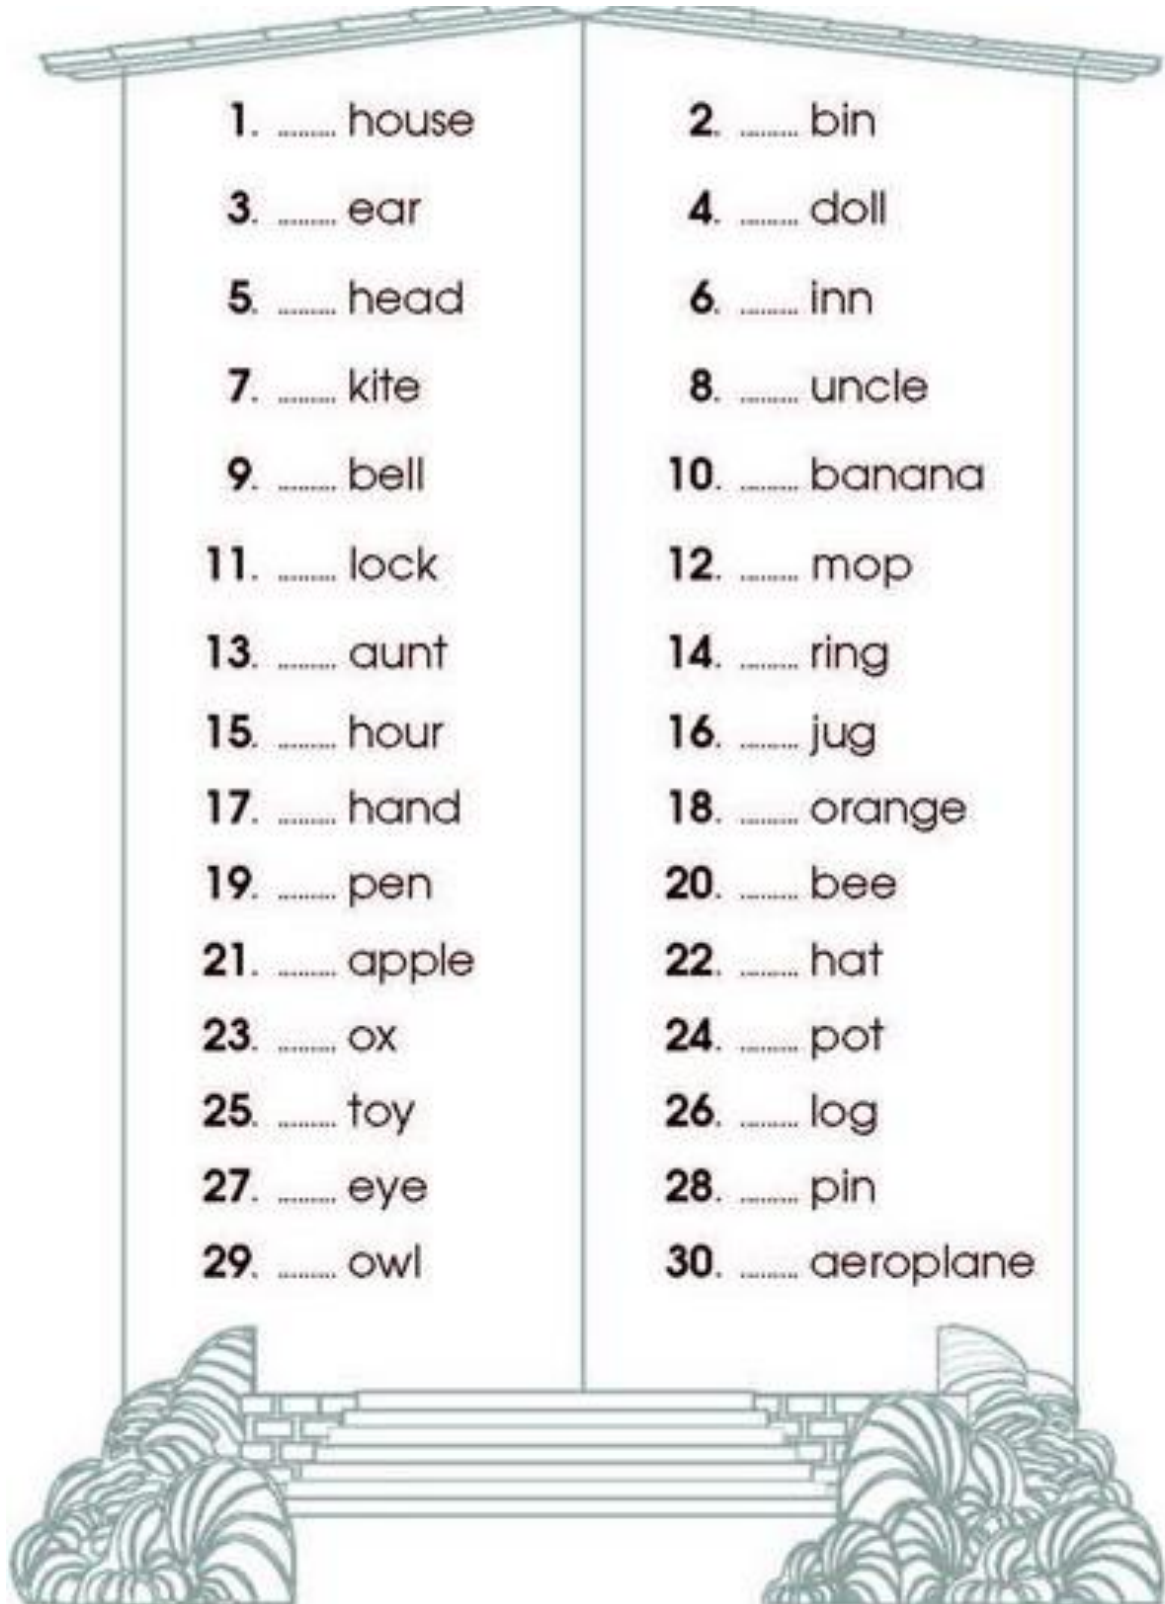 1. ......... house 2. ......... bin
3. ......... ear 4. ......... doll
5. ......... head 6. ......... inn
7. ......... kite 8. ......... uncle
9. ......... bell 10. ......... banana
11. ......... lock 12. ......... mop
13. ......... aunt 14. ......... ring
15. ......... hour 16. ......... jug
17. ......... hand 18. ......... orange
19. ......... pen 20. ......... bee
21. ......... apple 22. ......... hat
23. ......... ox 24. ......... pot
25. ......... toy 26. ......... log
27. ......... eye 28. ......... pin
29. ......... owl 30. ......... aeroplane